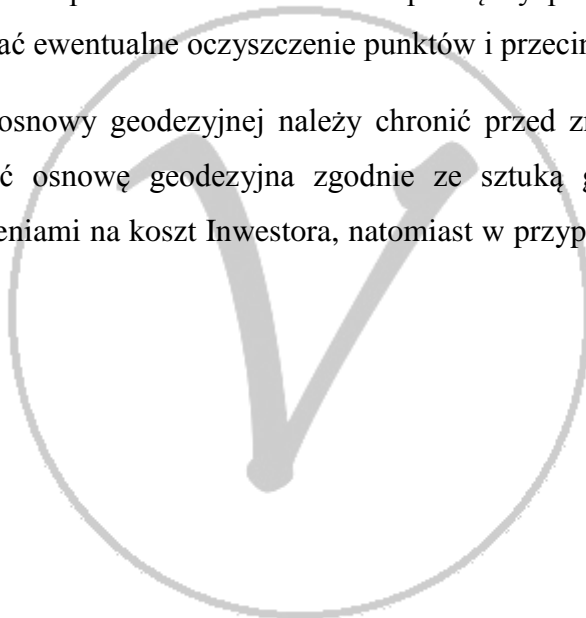 ać ewentualne oczyszczenie punktów i przecin
osnowy geodezyjnej należy chronić przed zn
ć osnowę geodezyjna zgodnie ze sztuką g
eniami na koszt Inwestora, natomiast w przyp